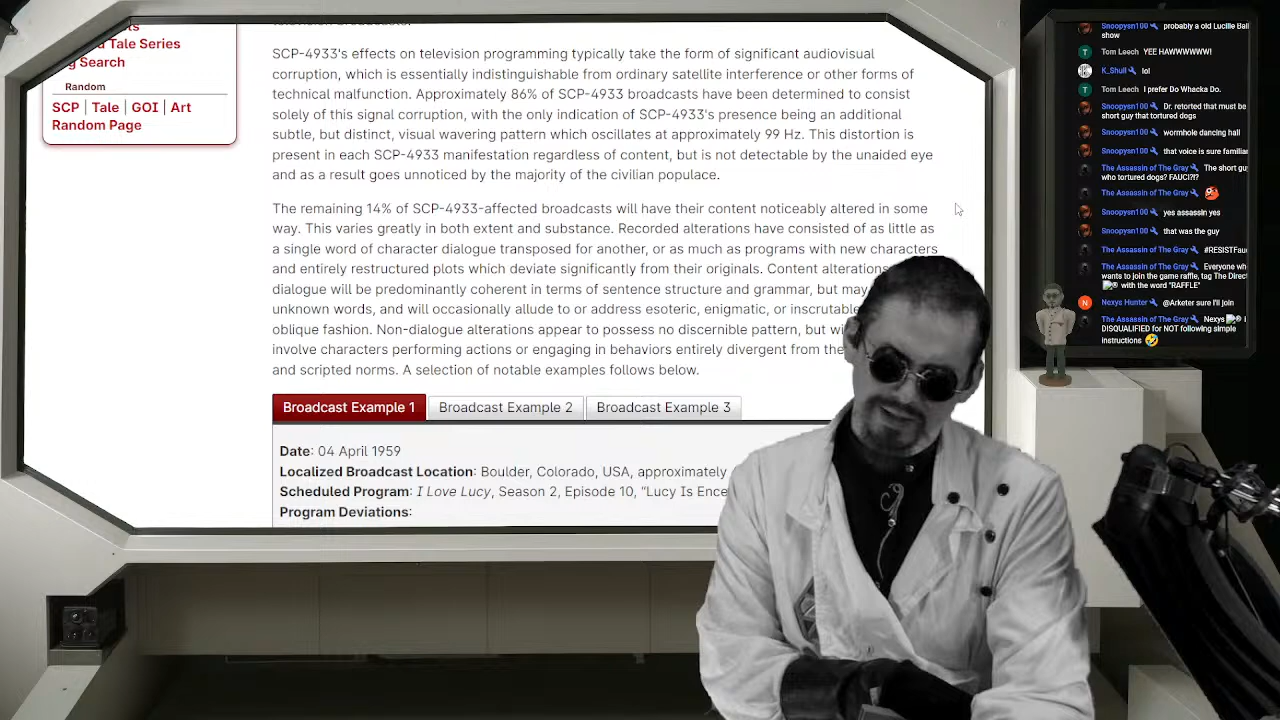 d Tale Series
g Search
Random
SCP | Tale | GOI | Art
Random Page
SCP-4933's effects on television programming typically take the form of significant audiovisual
corruption, which is essentially indistinguishable from ordinary satellite interference or other forms of
technical malfunction. Approximately 86% of SCP-4933 broadcasts have been determined to consist
solely of this signal corruption, with the only indication of SCP-4933's presence being an additional
subtle, but distinct, visual wavering pattern which oscillates at approximately 99 Hz. This distortion is
present in each SCP-4933 manifestation regardless of content, but is not detectable by the unaided eye
and as a result goes unnoticed by the majority of the civilian populace.
The remaining 14% of SCP-4933-affected broadcasts will have their content noticeably altered in some
way. This varies greatly in both extent and substance. Recorded alterations have consisted of as little as
a single word of character dialogue transposed for another, or as much as programs with new characters
and entirely restructured plots which deviate significantly from their originals. Content alterations
dialogue will be predominantly coherent in terms of sentence structure and grammar, but may
unknown words, and will occasionally allude to or address esoteric, enigmatic, or inscrutable
oblique fashion. Non-dialogue alterations appear to possess no discernible pattern, but wi
involve characters performing actions or engaging in behaviors entirely divergent from the
and scripted norms. A selection of notable examples follows below.
Broadcast Example 1
Broadcast Example 2
Broadcast Example 3
Date: 04 April 1959
Localized Broadcast Location: Boulder, Colorado, USA, approximately
Scheduled Program: I Love Lucy, Season 2, Episode 10, "Lucy Is Ence
Program Deviations:
Snoopysn100 probably a old Lucille Ball
show
Tom Leech YEE HAWWWWWW!
K_Shull lol
Tom Leech I prefer Do Whacka Do.
Snoopysn100 Dr. retorted that must be
short guy that tortured dogs
Snoopysn100 wormhole dancing hall
Snoopysn100 that voice is sure familiar
The Assassin of The Gray The short gu
who tortured dogs? FAUCI?!?
The Assassin of The Gray
Snoopysn100 yes assassin yes
Snoopysn100 that was the guy
The Assassin of The Gray #RESISTFau
The Assassin of The Gray Everyone wh
wants to join the game raffle, tag The Direct
with the word "RAFFLE"
Nexys Hunter @Arketer sure I'll join
The Assassin of The Gray Nexys
DISQUALIFIED for NOT following simple
instructions